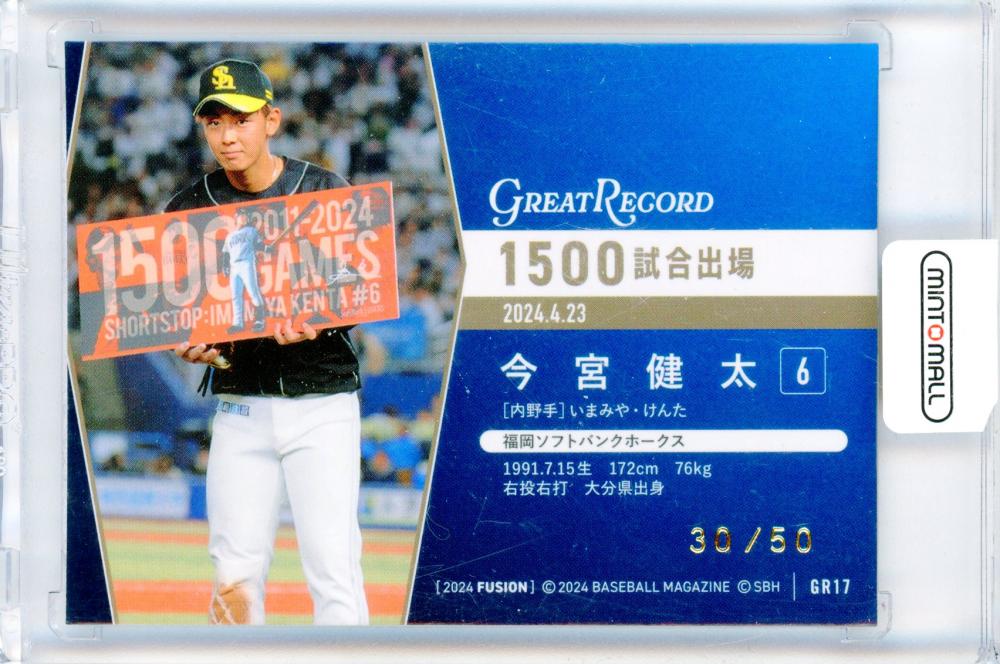 SH
2011-2024
1500 GAMES
SHORTSTOP:IMAMIYA KENTA #6
GREAT RECORD
1500試合出場
2024.4.23
今宮健太 6
[内野手]いまみや・けんた
福岡ソフトバンクホークス
1991.7.15生 172cm 76kg
右投右打 大分県出身
30/50
[2024 FUSION] ©2024 BASEBALL MAGAZINE ©SBH GR17
MINT MALL